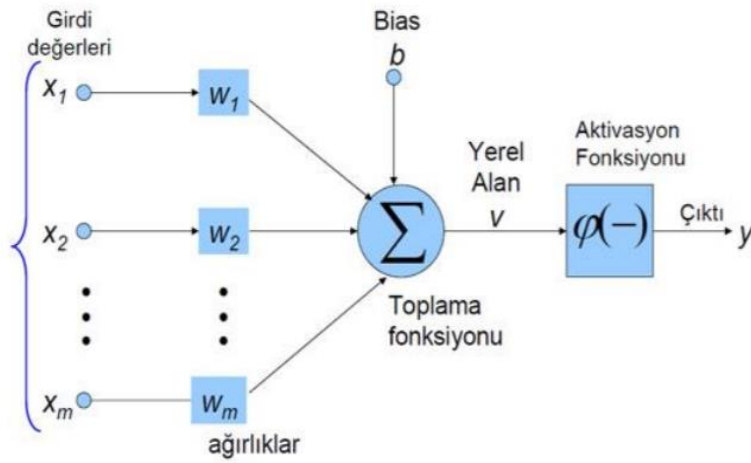 Girdi
değerleri
Bias
b
x1
w1
Yerel
Alan
v
Aktivasyon
Fonksiyonu
x2
w2
∑
φ(−)
Çıktı
y
Toplama
fonksiyonu
xm
wm
ağırlıklar